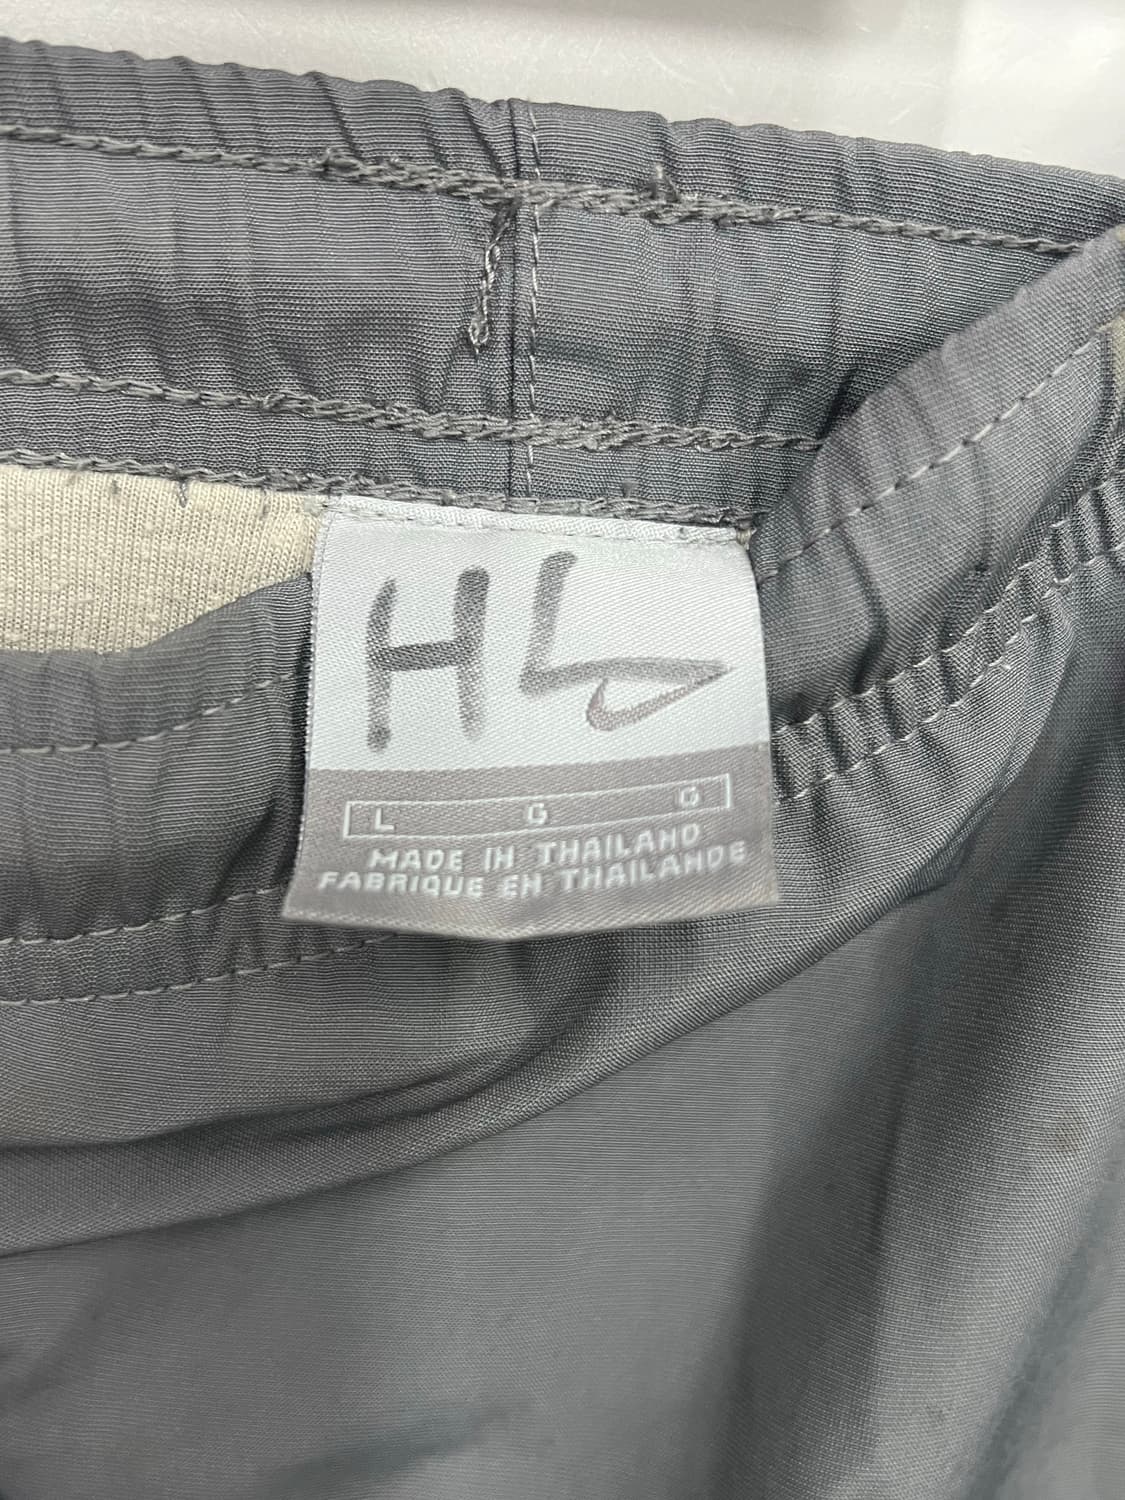 HL
L G G
MADE IN THAILAND
FABRIQUE EN THAILANDE